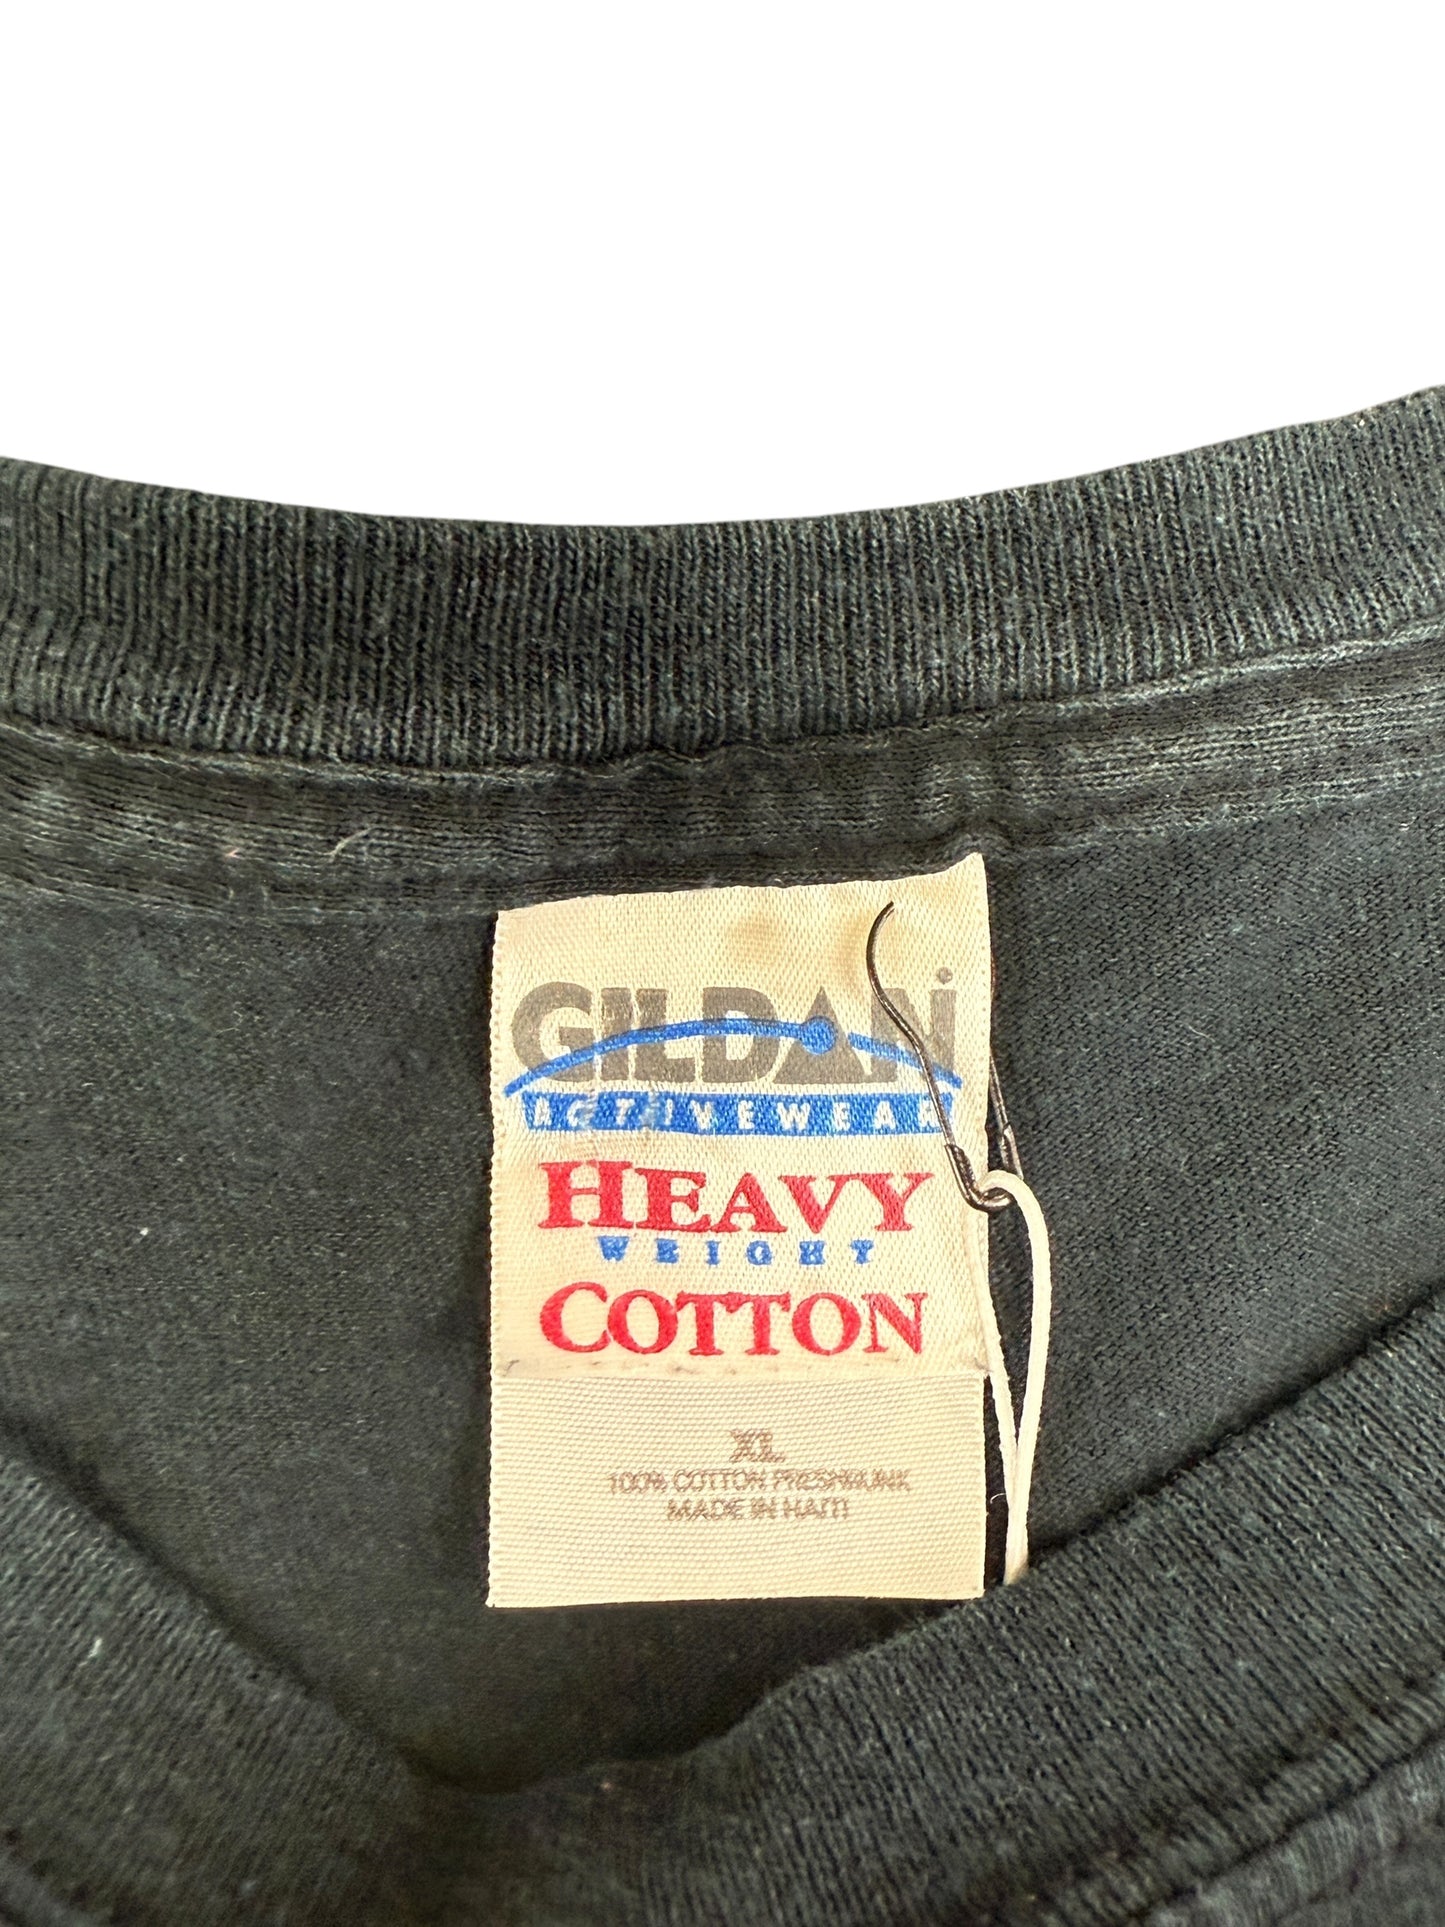 GILDAN
ACTIVEWEAR
HEAVY
WEIGHT
COTTON
XL
100% COTTON PRESHRUNK
MADE IN HAITI